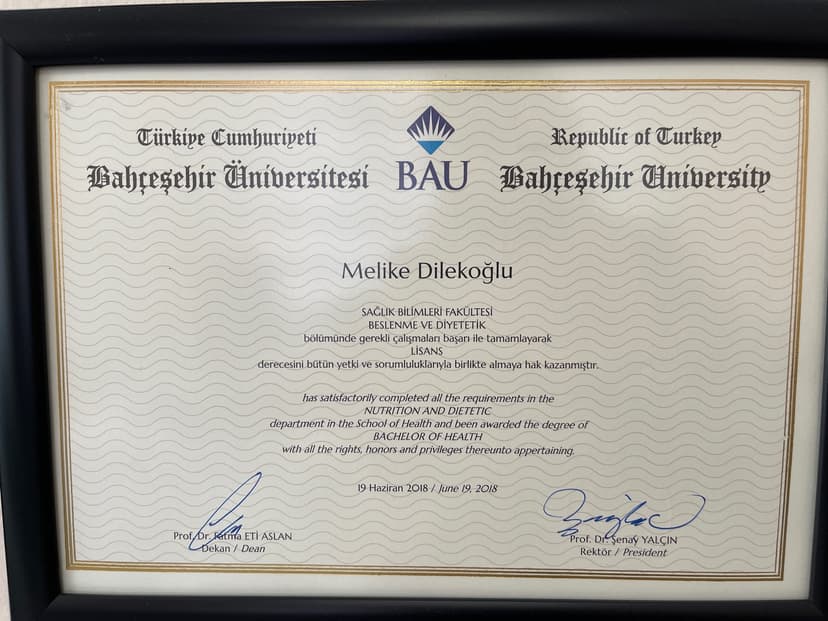 Türkiye Cumhuriyeti
Bahçeşehir Üniversitesi
BAU
Republic of Turkey
Bahçeşehir University
Melike Dilekoğlu
SAĞLIK BİLİMLERİ FAKÜLTESİ
BESLENME VE DİYETETİK
bölümünde gerekli çalışmaları başarı ile tamamlayarak
LİSANS
derecesini bütün yetki ve sorumluluklarıyla birlikte almaya hak kazanmıştır.
has satisfactorily completed all the requirements in the
NUTRITION AND DIETETIC
department in the School of Health and been awarded the degree of
BACHELOR OF HEALTH
with all the rights, honors and privileges thereunto appertaining.
19 Haziran 2018 / June 19, 2018
Prof. Dr. Fatma ETİ ASLAN
Dekan / Dean
Prof. Dr. Şenay YALÇIN
Rektör / President